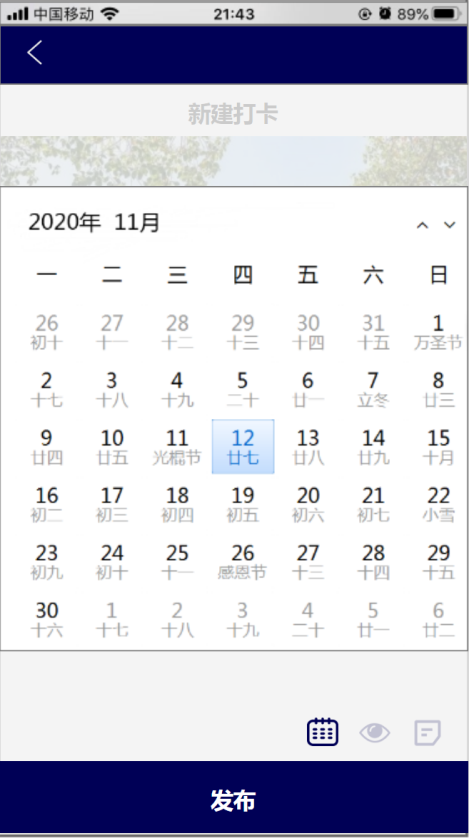 中国移动 21:43 89%
新建打卡
2020年 11月
一 二 三 四 五 六 日
26 27 28 29 30 31 1
初十 十一 十二 十三 十四 十五 万圣节
2 3 4 5 6 7 8
十七 十八 十九 二十 廿一 立冬 廿三
9 10 11 12 13 14 15
廿四 廿五 光棍节 廿七 廿八 廿九 十月
16 17 18 19 20 21 22
初二 初三 初四 初五 初六 初七 小雪
23 24 25 26 27 28 29
初九 初十 十一 感恩节 十三 十四 十五
30 1 2 3 4 5 6
十六 十七 十八 十九 二十 廿一 廿二
发布